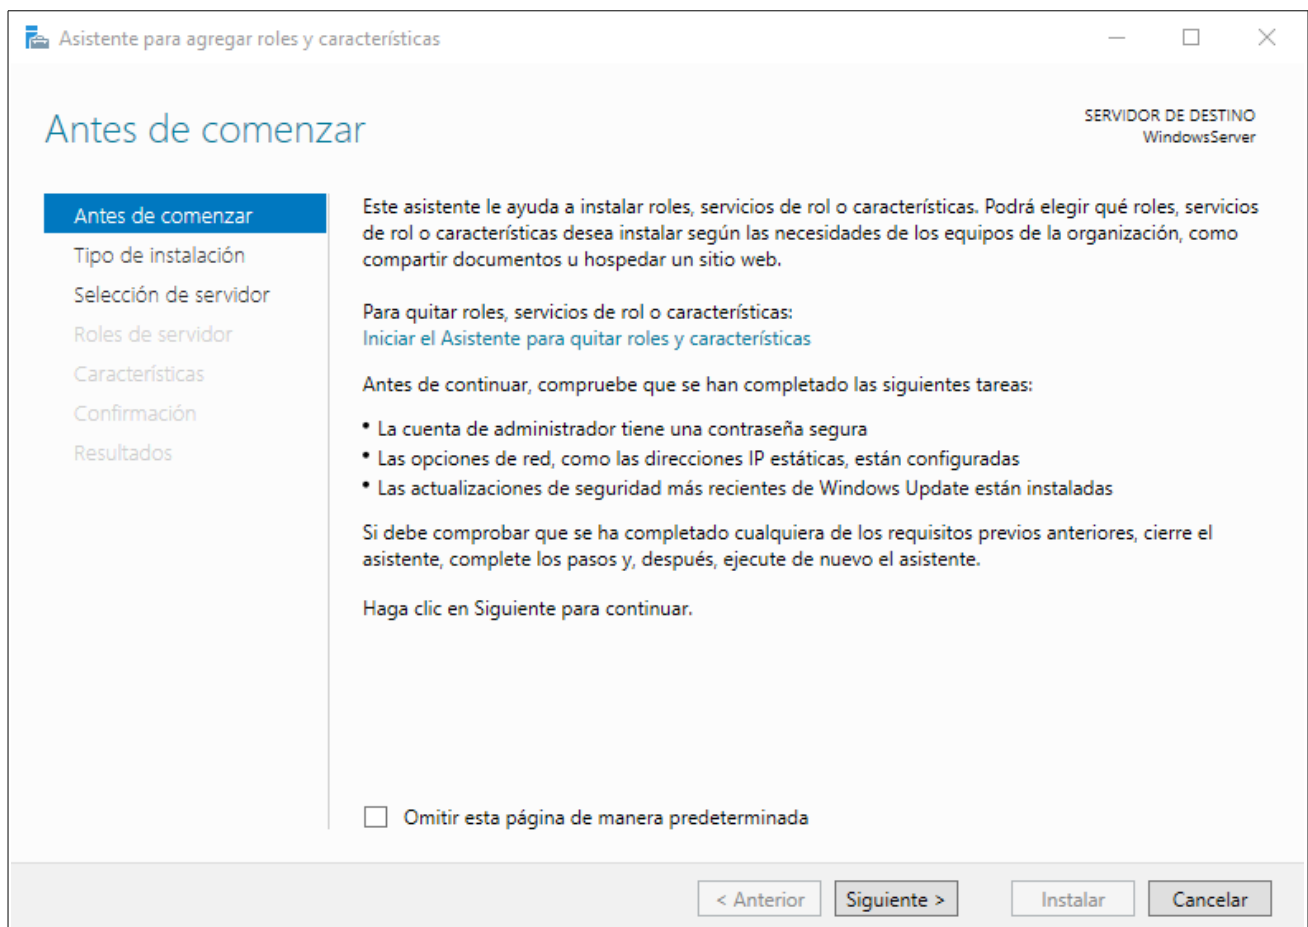 Asistente para agregar roles y características
Antes de comenzar
SERVIDOR DE DESTINO
WindowsServer
Antes de comenzar
Tipo de instalación
Selección de servidor
Roles de servidor
Características
Confirmación
Resultados
Este asistente le ayuda a instalar roles, servicios de rol o características. Podrá elegir qué roles, servicios
de rol o características desea instalar según las necesidades de los equipos de la organización, como
compartir documentos u hospedar un sitio web.
Para quitar roles, servicios de rol o características:
Iniciar el Asistente para quitar roles y características
Antes de continuar, compruebe que se han completado las siguientes tareas:
• La cuenta de administrador tiene una contraseña segura
• Las opciones de red, como las direcciones IP estáticas, están configuradas
• Las actualizaciones de seguridad más recientes de Windows Update están instaladas
Si debe comprobar que se ha completado cualquiera de los requisitos previos anteriores, cierre el
asistente, complete los pasos y, después, ejecute de nuevo el asistente.
Haga clic en Siguiente para continuar.
Omitir esta página de manera predeterminada
< Anterior
Siguiente >
Instalar
Cancelar